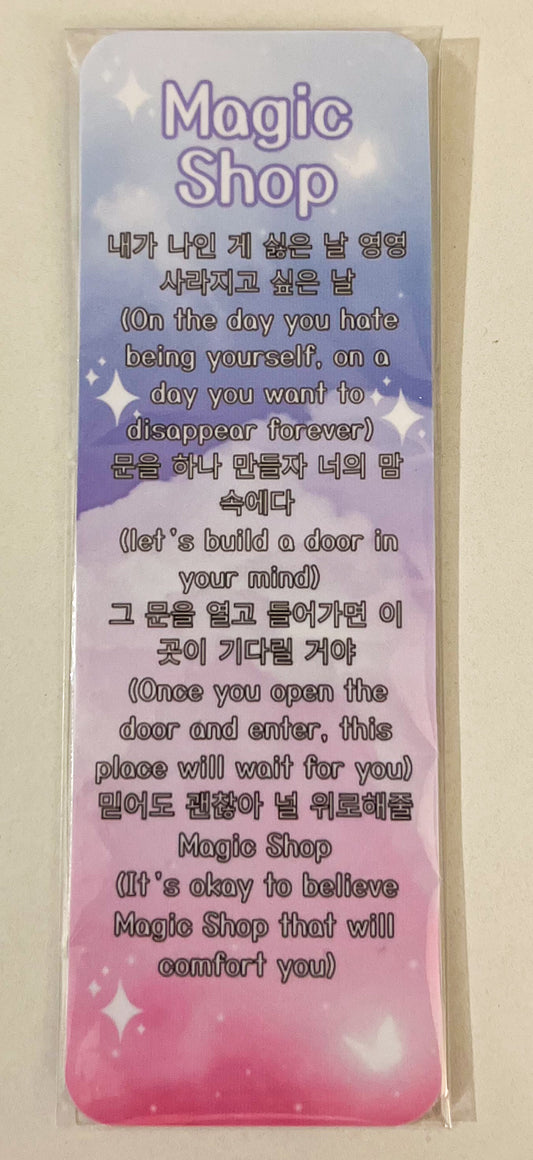 Magic
Shop
내가 나인 게 싫은 날 영영
사라지고 싶은 날
(On the day you hate
being yourself, on a
day you want to
disappear forever)
문을 하나 만들자 너의 맘
속에다
(let's build a door in
your mind)
그 문을 열고 들어가면 이
곳이 기다릴 거야
(Once you open the
door and enter, this
place will wait for you)
믿어도 괜찮아 널 위로해줄
Magic Shop
(It's okay to believe
Magic Shop that will
comfort you)